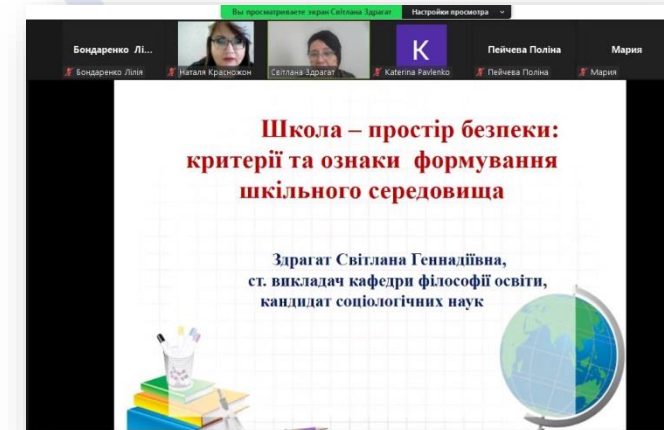 Вы просматриваете экран Світлана Здрагат
Настройки просмотра
Бондаренко Лі...
K
Пейчева Поліна
Мария
Бондаренко Лілія
Наталя Красножон
Світлана Здрагат
Katerina Pavlenko
Пейчева Поліна
Мария
Школа – простір безпеки:
критерії та ознаки формування
шкільного середовища
Здрагат Світлана Геннадіївна,
ст. викладач кафедри філософії освіти,
кандидат соціологічних наук